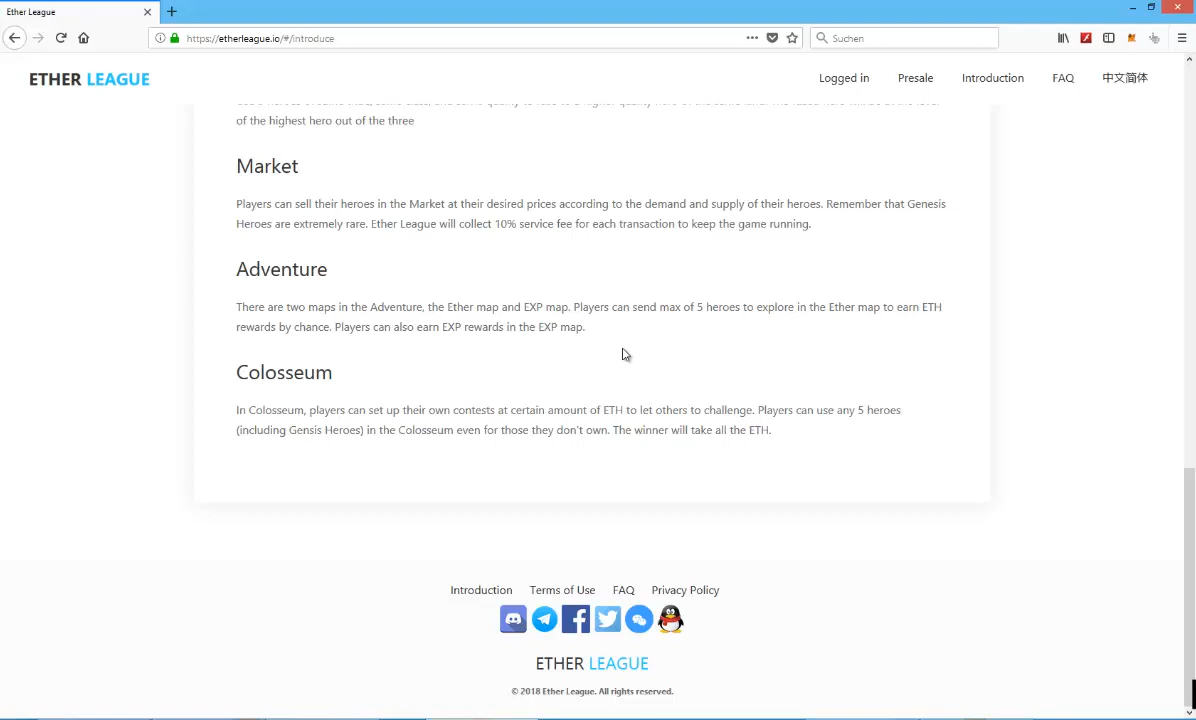 Ether League
https://etherleague.io/#/introduce
Suchen
ETHER LEAGUE
Logged in
Presale
Introduction
FAQ
中文简体
of the highest hero out of the three
Market
Players can sell their heroes in the Market at their desired prices according to the demand and supply of their heroes. Remember that Genesis
Heroes are extremely rare. Ether League will collect 10% service fee for each transaction to keep the game running.
Adventure
There are two maps in the Adventure, the Ether map and EXP map. Players can send max of 5 heroes to explore in the Ether map to earn ETH
rewards by chance. Players can also earn EXP rewards in the EXP map.
Colosseum
In Colosseum, players can set up their own contests at certain amount of ETH to let others to challenge. Players can use any 5 heroes
(including Gensis Heroes) in the Colosseum even for those they don't own. The winner will take all the ETH.
Introduction
Terms of Use
FAQ
Privacy Policy
ETHER LEAGUE
© 2018 Ether League. All rights reserved.